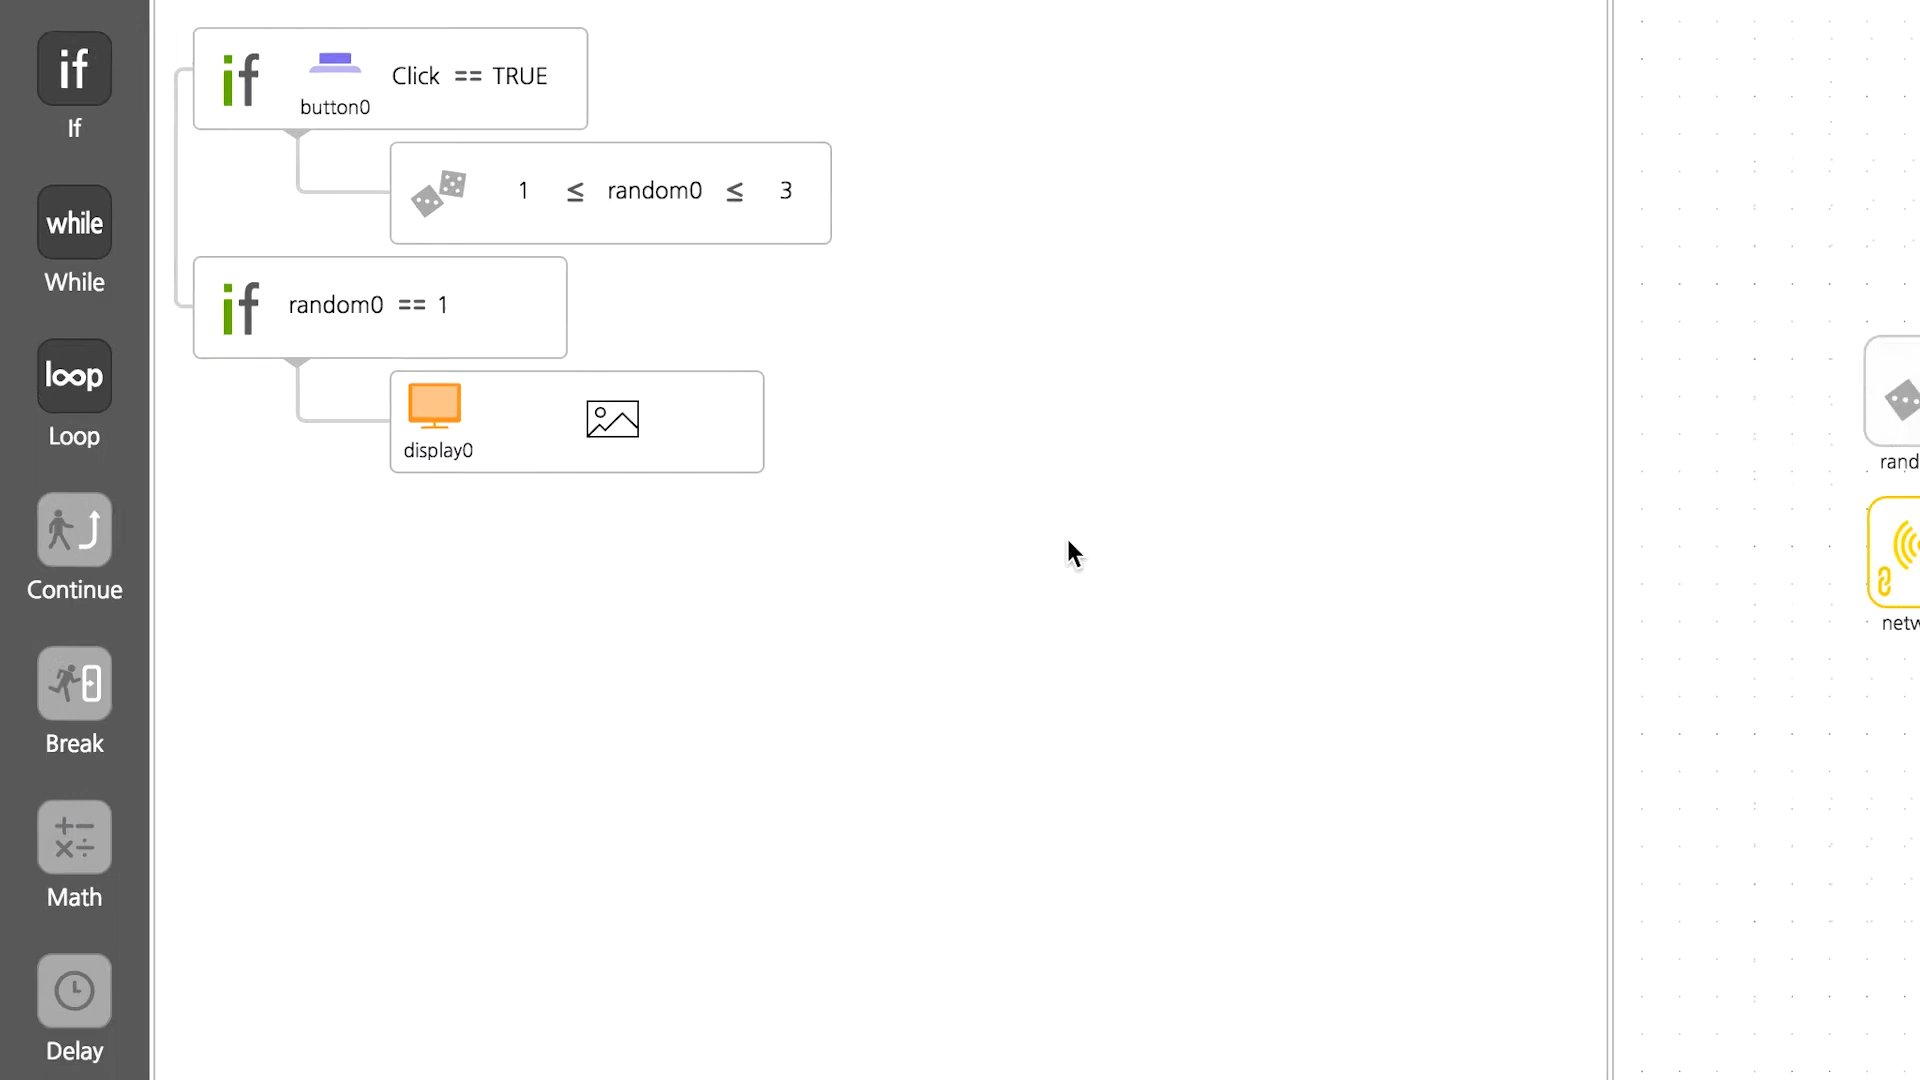 if
If
while
While
loop
Loop
Continue
Break
Math
Delay
if
button0
Click == TRUE
1 ≤ random0 ≤ 3
if random0 == 1
display0
rand
netw